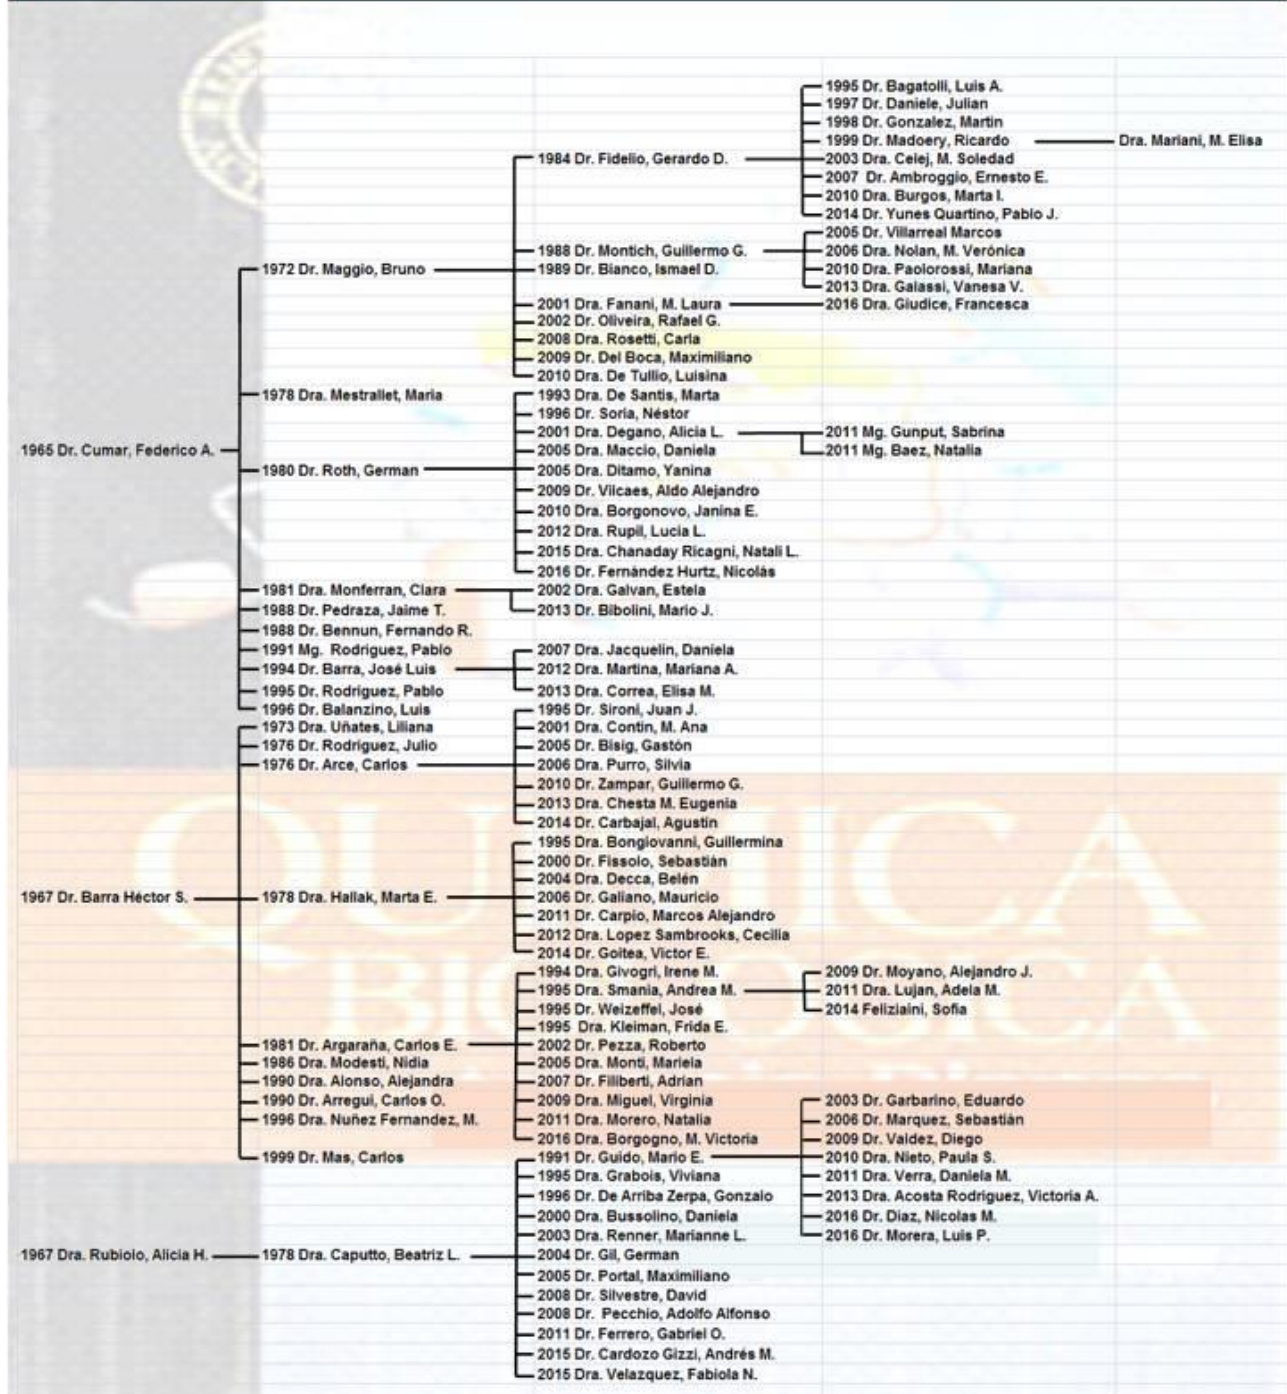 1965 Dr. Cumar, Federico A.
1972 Dr. Maggio, Bruno
1984 Dr. Fidelio, Gerardo D.
1995 Dr. Bagatolli, Luis A.
1997 Dr. Daniele, Julian
1998 Dr. Gonzalez, Martin
1999 Dr. Madoery, Ricardo
Dra. Mariani, M. Elisa
2003 Dra. Celej, M. Soledad
2007 Dr. Ambroggio, Ernesto E.
2010 Dra. Burgos, Marta I.
2014 Dr. Yunes Quartino, Pablo J.
1988 Dr. Montich, Guillermo G.
2005 Dr. Villarreal Marcos
2006 Dra. Nolan, M. Verónica
2010 Dra. Paolorossi, Mariana
2013 Dra. Galassi, Vanesa V.
1989 Dr. Bianco, Ismael D.
2001 Dra. Fanani, M. Laura
2016 Dra. Giudice, Francesca
2002 Dr. Oliveira, Rafael G.
2008 Dra. Rosetti, Carla
2009 Dr. Del Boca, Maximiliano
2010 Dra. De Tullio, Luisina
1978 Dra. Mestrallet, Maria
1980 Dr. Roth, German
1993 Dra. De Santis, Marta
1996 Dr. Soria, Néstor
2001 Dra. Degano, Alicia L.
2011 Mg. Gunput, Sabrina
2011 Mg. Baez, Natalia
2005 Dra. Maccio, Daniela
2005 Dra. Ditamo, Yanina
2009 Dr. Vilcaes, Aldo Alejandro
2010 Dra. Borgonovo, Janina E.
2012 Dra. Rupil, Lucia L.
2015 Dra. Chanaday Ricagni, Natali L.
2016 Dr. Fernández Hurtz, Nicolás
1981 Dra. Monferran, Clara
2002 Dra. Galvan, Estela
2013 Dr. Bibolini, Mario J.
1988 Dr. Pedraza, Jaime T.
1988 Dr. Bennun, Fernando R.
1991 Mg. Rodriguez, Pablo
1994 Dr. Barra, José Luis
2007 Dra. Jacquelin, Daniela
2012 Dra. Martina, Mariana A.
2013 Dra. Correa, Elisa M.
1995 Dr. Rodriguez, Pablo
1996 Dr. Balanzino, Luis
1967 Dr. Barra Héctor S.
1973 Dra. Uñates, Liliana
1976 Dr. Rodríguez, Julio
1976 Dr. Arce, Carlos
1995 Dr. Sironi, Juan J.
2001 Dra. Contin, M. Ana
2005 Dr. Bisig, Gastón
2006 Dra. Purro, Silvia
2010 Dr. Zampar, Guillermo G.
2013 Dra. Chesta M. Eugenia
2014 Dr. Carbajal, Agustin
1978 Dra. Hallak, Marta E.
1995 Dra. Bongiovanni, Guillermina
2000 Dr. Fissolo, Sebastián
2004 Dra. Decca, Belén
2006 Dr. Galiano, Mauricio
2011 Dr. Carpio, Marcos Alejandro
2012 Dra. Lopez Sambrooks, Cecilia
2014 Dr. Goitea, Victor E.
1981 Dr. Argaraña, Carlos E.
1994 Dra. Givogri, Irene M.
1995 Dra. Smania, Andrea M.
2009 Dr. Moyano, Alejandro J.
2011 Dra. Lujan, Adela M.
2014 Feliziaini, Sofia
1995 Dr. Weizeffel, José
1995 Dra. Kleiman, Frida E.
2002 Dr. Pezza, Roberto
2005 Dra. Monti, Mariela
2007 Dr. Filiberti, Adrian
2009 Dra. Miguel, Virginia
2011 Dra. Morero, Natalia
2016 Dra. Borgogno, M. Victoria
1986 Dra. Modesti, Nidia
1990 Dra. Alonso, Alejandra
1990 Dr. Arregui, Carlos O.
1996 Dra. Nuñez Fernandez, M.
1999 Dr. Mas, Carlos
1967 Dra. Rubiolo, Alicia H.
1978 Dra. Caputto, Beatriz L.
1991 Dr. Guido, Mario E.
2003 Dr. Garbarino, Eduardo
2006 Dr. Marquez, Sebastián
2009 Dr. Valdez, Diego
2010 Dra. Nieto, Paula S.
2011 Dra. Verra, Daniela M.
2013 Dra. Acosta Rodriguez, Victoria A.
2016 Dr. Diaz, Nicolas M.
2016 Dr. Morera, Luis P.
1995 Dra. Grabois, Viviana
1996 Dr. De Arriba Zerpa, Gonzalo
2000 Dra. Bussolino, Daniela
2003 Dra. Renner, Marianne L.
2004 Dr. Gil, German
2005 Dr. Portal, Maximiliano
2008 Dr. Silvestre, David
2008 Dr. Pecchio, Adolfo Alfonso
2011 Dr. Ferrero, Gabriel O.
2015 Dr. Cardozo Gizzi, Andrés M.
2015 Dra. Velazquez, Fabiola N.
QUIMICA
BIOLOGICA